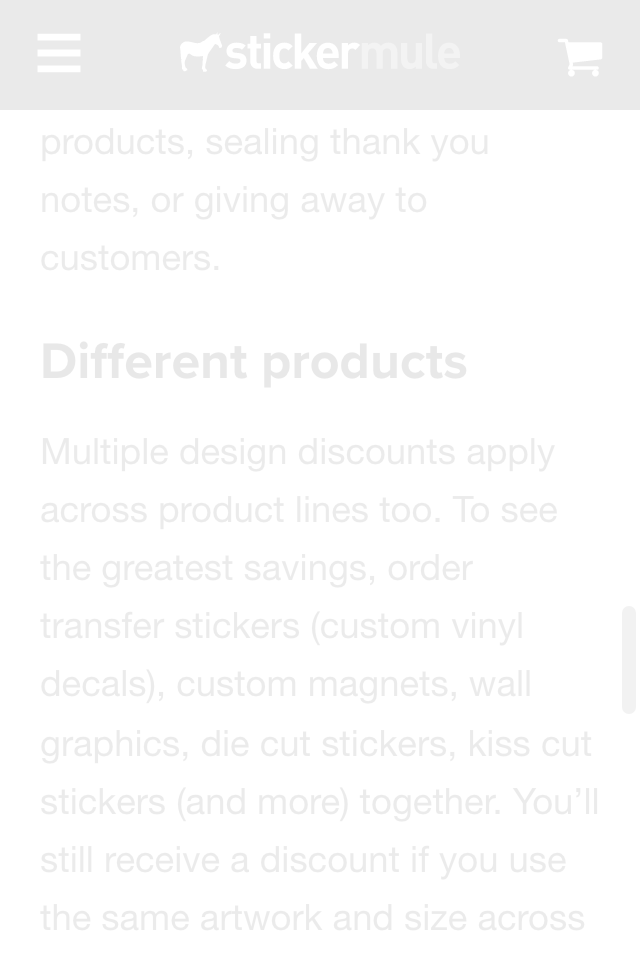 stickermule
products, sealing thank you
notes, or giving away to
customers.
Different products
Multiple design discounts apply
across product lines too. To see
the greatest savings, order
transfer stickers (custom vinyl
decals), custom magnets, wall
graphics, die cut stickers, kiss cut
stickers (and more) together. You’ll
still receive a discount if you use
the same artwork and size across